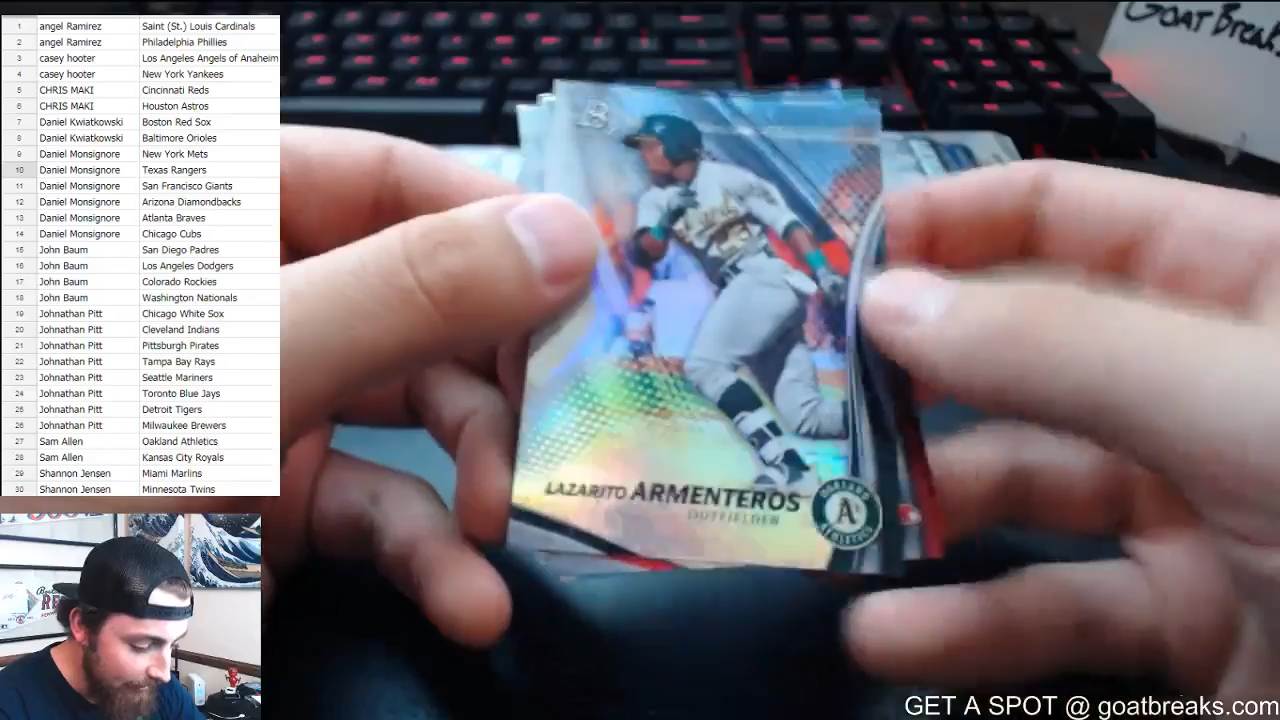 1 angel Ramirez Saint (St.) Louis Cardinals
2 angel Ramirez Philadelphia Phillies
3 casey hooter Los Angeles Angels of Anaheim
4 casey hooter New York Yankees
5 CHRIS MAKI Cincinnati Reds
6 CHRIS MAKI Houston Astros
7 Daniel Kwiatkowski Boston Red Sox
8 Daniel Kwiatkowski Baltimore Orioles
9 Daniel Monsignore New York Mets
10 Daniel Monsignore Texas Rangers
11 Daniel Monsignore San Francisco Giants
12 Daniel Monsignore Arizona Diamondbacks
13 Daniel Monsignore Atlanta Braves
14 Daniel Monsignore Chicago Cubs
15 John Baum San Diego Padres
16 John Baum Los Angeles Dodgers
17 John Baum Colorado Rockies
18 John Baum Washington Nationals
19 Johnathan Pitt Chicago White Sox
20 Johnathan Pitt Cleveland Indians
21 Johnathan Pitt Pittsburgh Pirates
22 Johnathan Pitt Tampa Bay Rays
23 Johnathan Pitt Seattle Mariners
24 Johnathan Pitt Toronto Blue Jays
25 Johnathan Pitt Detroit Tigers
26 Johnathan Pitt Milwaukee Brewers
27 Sam Allen Oakland Athletics
28 Sam Allen Kansas City Royals
29 Shannon Jensen Miami Marlins
30 Shannon Jensen Minnesota Twins
GOAT Break
B
LAZARITO ARMENTEROS
OUTFIELDER
OAKLAND
A's
ATHLETICS
GET A SPOT @ goatbreaks.com